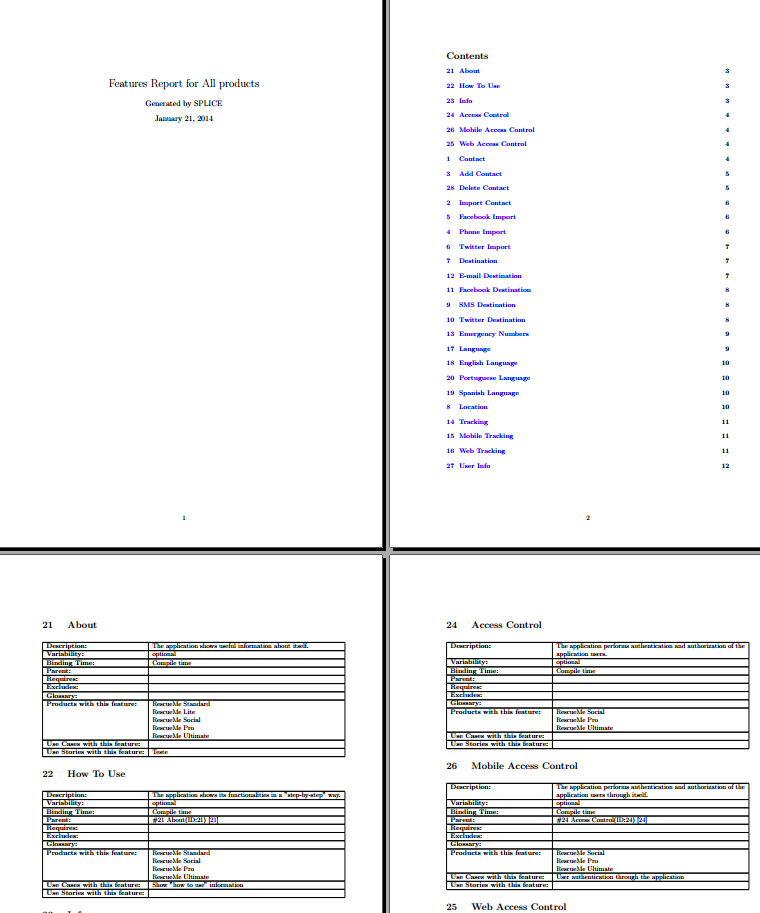 Features Report for All products
Generated by SPLICE
January 21, 2014
1
Contents
21 About 3
22 How To Use 3
23 Info 3
24 Access Control 4
26 Mobile Access Control 4
25 Web Access Control 4
1 Contact 4
3 Add Contact 5
28 Delete Contact 5
2 Import Contact 6
5 Facebook Import 6
4 Phone Import 6
6 Twitter Import 7
7 Destination 7
12 E-mail Destination 7
11 Facebook Destination 8
9 SMS Destination 8
10 Twitter Destination 8
13 Emergency Numbers 9
17 Language 9
18 English Language 10
20 Portuguese Language 10
19 Spanish Language 10
8 Location 10
14 Tracking 11
15 Mobile Tracking 11
16 Web Tracking 11
27 User Info 12
2
21 About
Description: The application shows useful information about itself.
Variability: optional
Binding Time: Compile time
Parent:
Requires:
Excludes:
Glossary:
Products with this feature: RescueMe Standard
RescueMe Lite
RescueMe Social
RescueMe Pro
RescueMe Ultimate
Use Cases with this feature:
Use Stories with this feature: Teste
22 How To Use
Description: The application shows its functionalities in a "step-by-step" way.
Variability: optional
Binding Time: Compile time
Parent: #21 About(ID:21) [21]
Requires:
Excludes:
Glossary:
Products with this feature: RescueMe Standard
RescueMe Social
RescueMe Pro
RescueMe Ultimate
Use Cases with this feature: Show "how to use" information
Use Stories with this feature:
24 Access Control
Description: The application performs authentication and authorization of the
application users.
Variability: optional
Binding Time: Compile time
Parent:
Requires:
Excludes:
Glossary:
Products with this feature: RescueMe Social
RescueMe Pro
RescueMe Ultimate
Use Cases with this feature:
Use Stories with this feature:
26 Mobile Access Control
Description: The application performs authentication and authorization of the
application users through itself.
Variability: optional
Binding Time: Compile time
Parent: #24 Access Control(ID:24) [24]
Requires:
Excludes:
Glossary:
Products with this feature: RescueMe Social
RescueMe Pro
RescueMe Ultimate
Use Cases with this feature: User authentication through the application
Use Stories with this feature:
25 Web Access Control